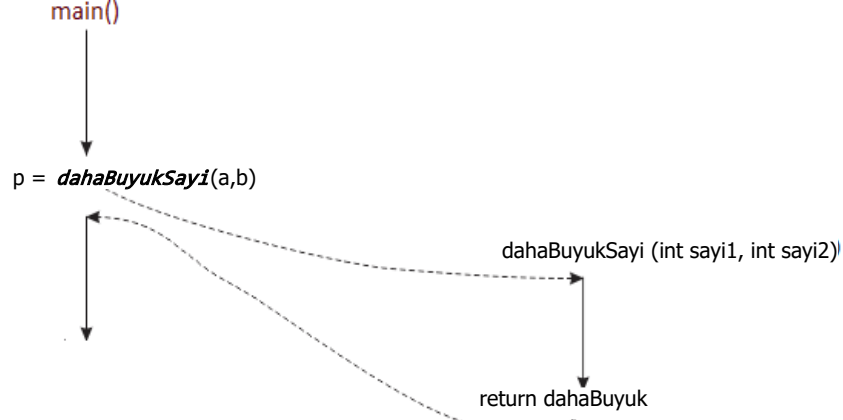 main()
p = dahaBuyukSayi(a,b)
dahaBuyukSayi (int sayi1, int sayi2)
return dahaBuyuk